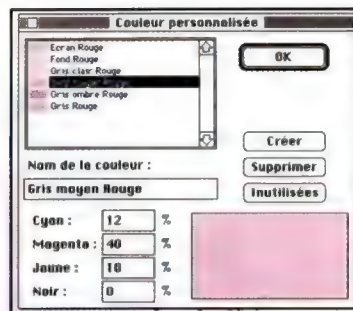 Couleur personnalisée
Ecran Rouge
Fond Rouge
Gris clair Rouge
Gris ombre Rouge
Gris Rouge
OK
Créer
Supprimer
Inutilisées
Nom de la couleur :
Gris moyen Rouge
Cyan : 12 %
Magenta : 40 %
Jaune : 10 %
Noir : 0 %